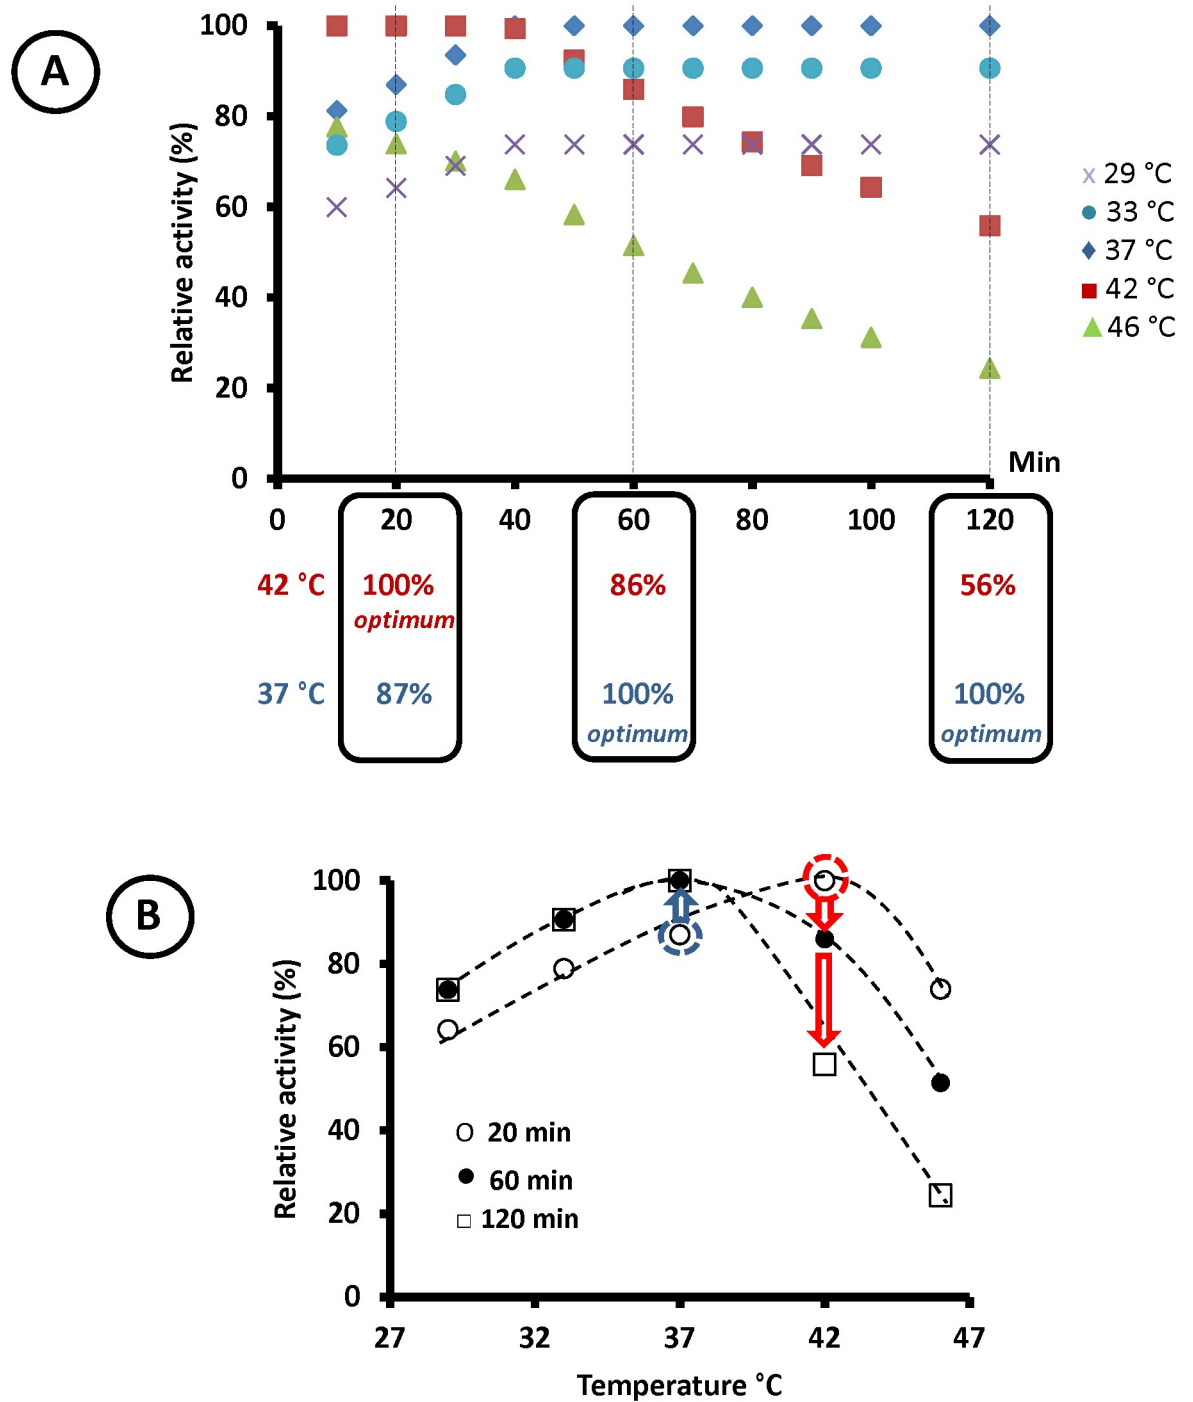 A
100
80
60
40
20
0
Relative activity (%)
Min
0 20 40 60 80 100 120
29 °C
33 °C
37 °C
42 °C
46 °C
42 °C 100% 86% 56%
optimum
37 °C 87% 100% 100%
optimum optimum
B
100
80
60
40
20
0
Relative activity (%)
20 min
60 min
120 min
27 32 37 42 47
Temperature °C